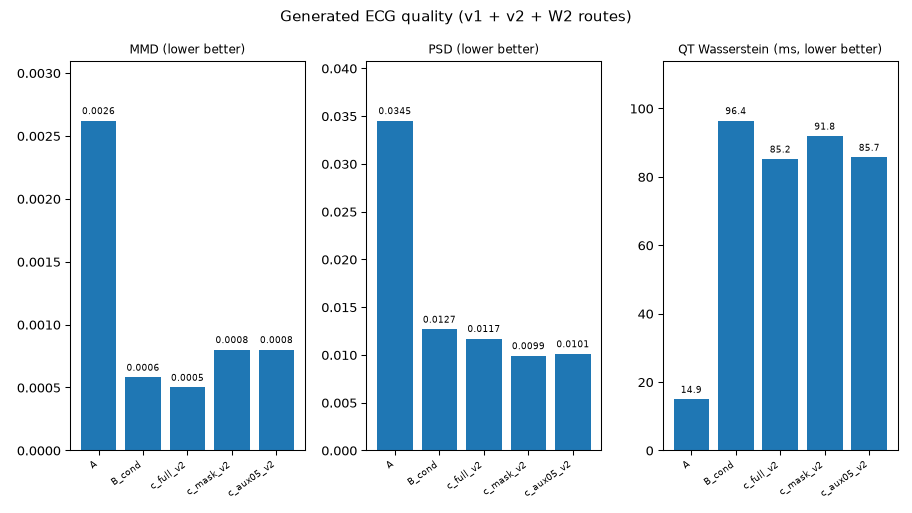 Generated ECG quality (v1 + v2 + W2 routes)
MMD (lower better)
0.0030
0.0025
0.0020
0.0015
0.0010
0.0005
0.0000
0.0026
0.0006
0.0005
0.0008
0.0008
A
B_cond
c_full_v2
c_mask_v2
c_aux05_v2
PSD (lower better)
0.040
0.035
0.030
0.025
0.020
0.015
0.010
0.005
0.000
0.0345
0.0127
0.0117
0.0099
0.0101
A
B_cond
c_full_v2
c_mask_v2
c_aux05_v2
QT Wasserstein (ms, lower better)
100
80
60
40
20
0
14.9
96.4
85.2
91.8
85.7
A
B_cond
c_full_v2
c_mask_v2
c_aux05_v2